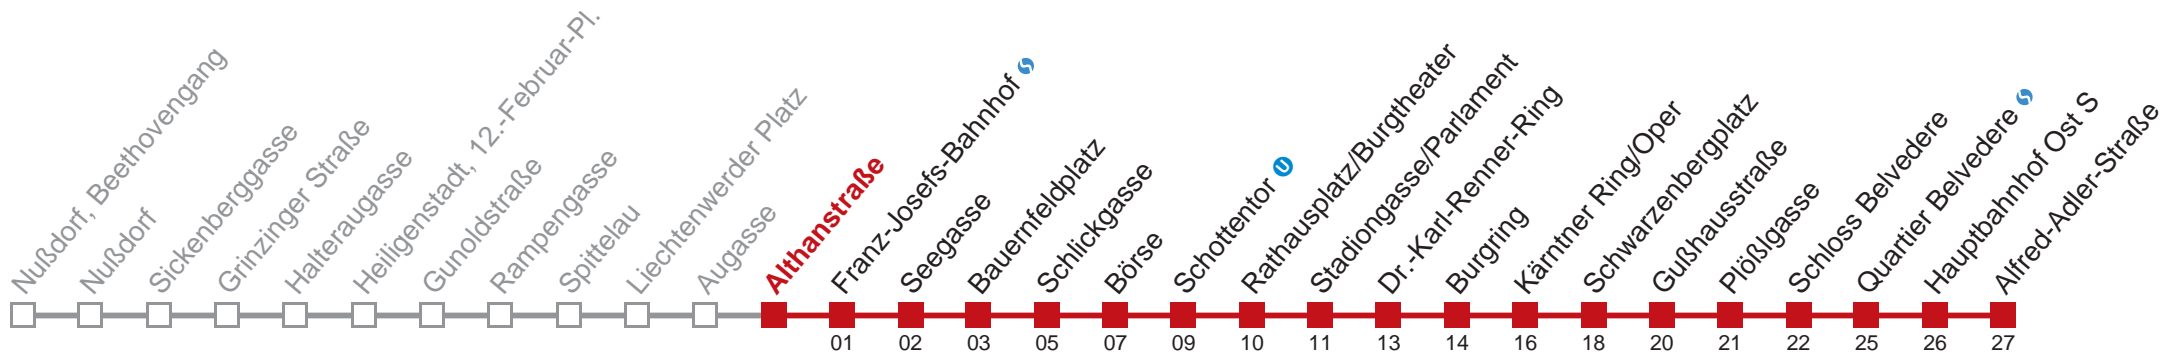 Nußdorf, Beethovengang
Nußdorf
Sickenberggasse
Grinzinger Straße
Halteraugasse
Heiligenstadt, 12.-Februar-Pl.
Gunoldstraße
Rampengasse
Spittelau
Liechtenwerder Platz
Augasse
Althanstraße
Franz-Josefs-Bahnhof S
Seegasse
Bauernfeldplatz
Schlickgasse
Börse
Schottentor U
Rathausplatz/Burgtheater
Stadiongasse/Parlament
Dr.-Karl-Renner-Ring
Burgring
Kärntner Ring/Oper
Schwarzenbergplatz
Gußhausstraße
Plößlgasse
Schloss Belvedere
Quartier Belvedere S
Hauptbahnhof Ost S
Alfred-Adler-Straße
01 02 03 05 07 09 10 11 13 14 16 18 20 21 22 25 26 27